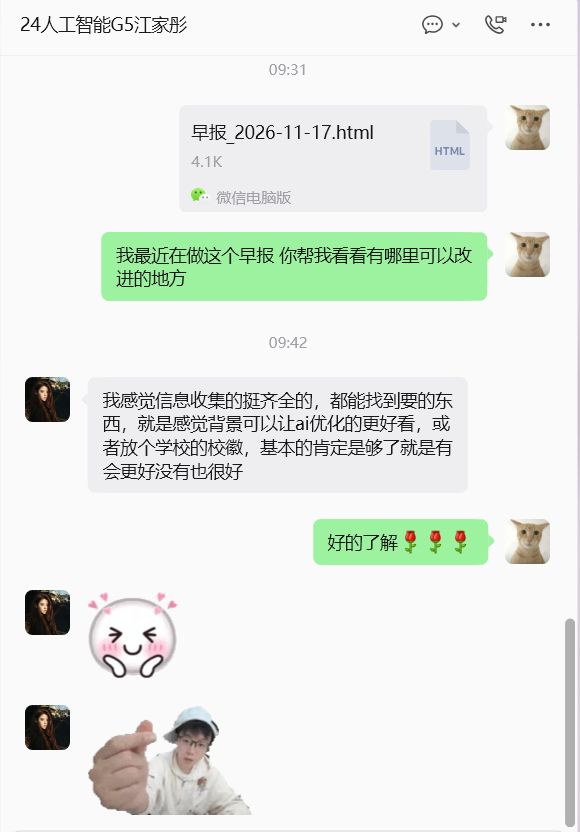 24人工智能G5江家彤
09:31
早报_2026-11-17.html
4.1K
HTML
微信电脑版
我最近在做这个早报 你帮我看看有哪里可以改
进的地方
09:42
我感觉信息收集的挺齐全的，都能找到要的东
西，就是感觉背景可以让ai优化的更好看，或
者放个学校的校徽，基本的肯定是够了就是有
会更好没有也很好
好的了解🌹🌹🌹